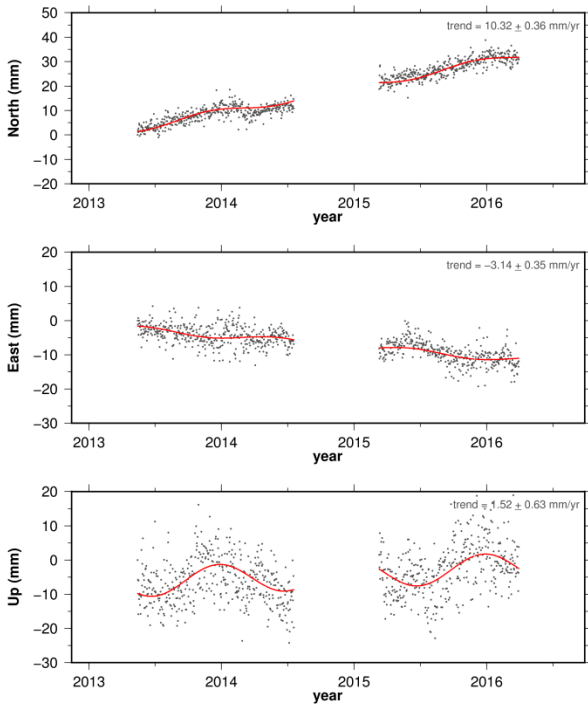 trend = 10.32 ± 0.36 mm/yr
50
40
30
20
10
0
−10
−20
North (mm)
2013 2014 2015 2016
year
trend = −3.14 ± 0.35 mm/yr
20
10
0
−10
−20
−30
East (mm)
2013 2014 2015 2016
year
trend = 1.52 ± 0.63 mm/yr
20
10
0
−10
−20
−30
Up (mm)
2013 2014 2015 2016
year